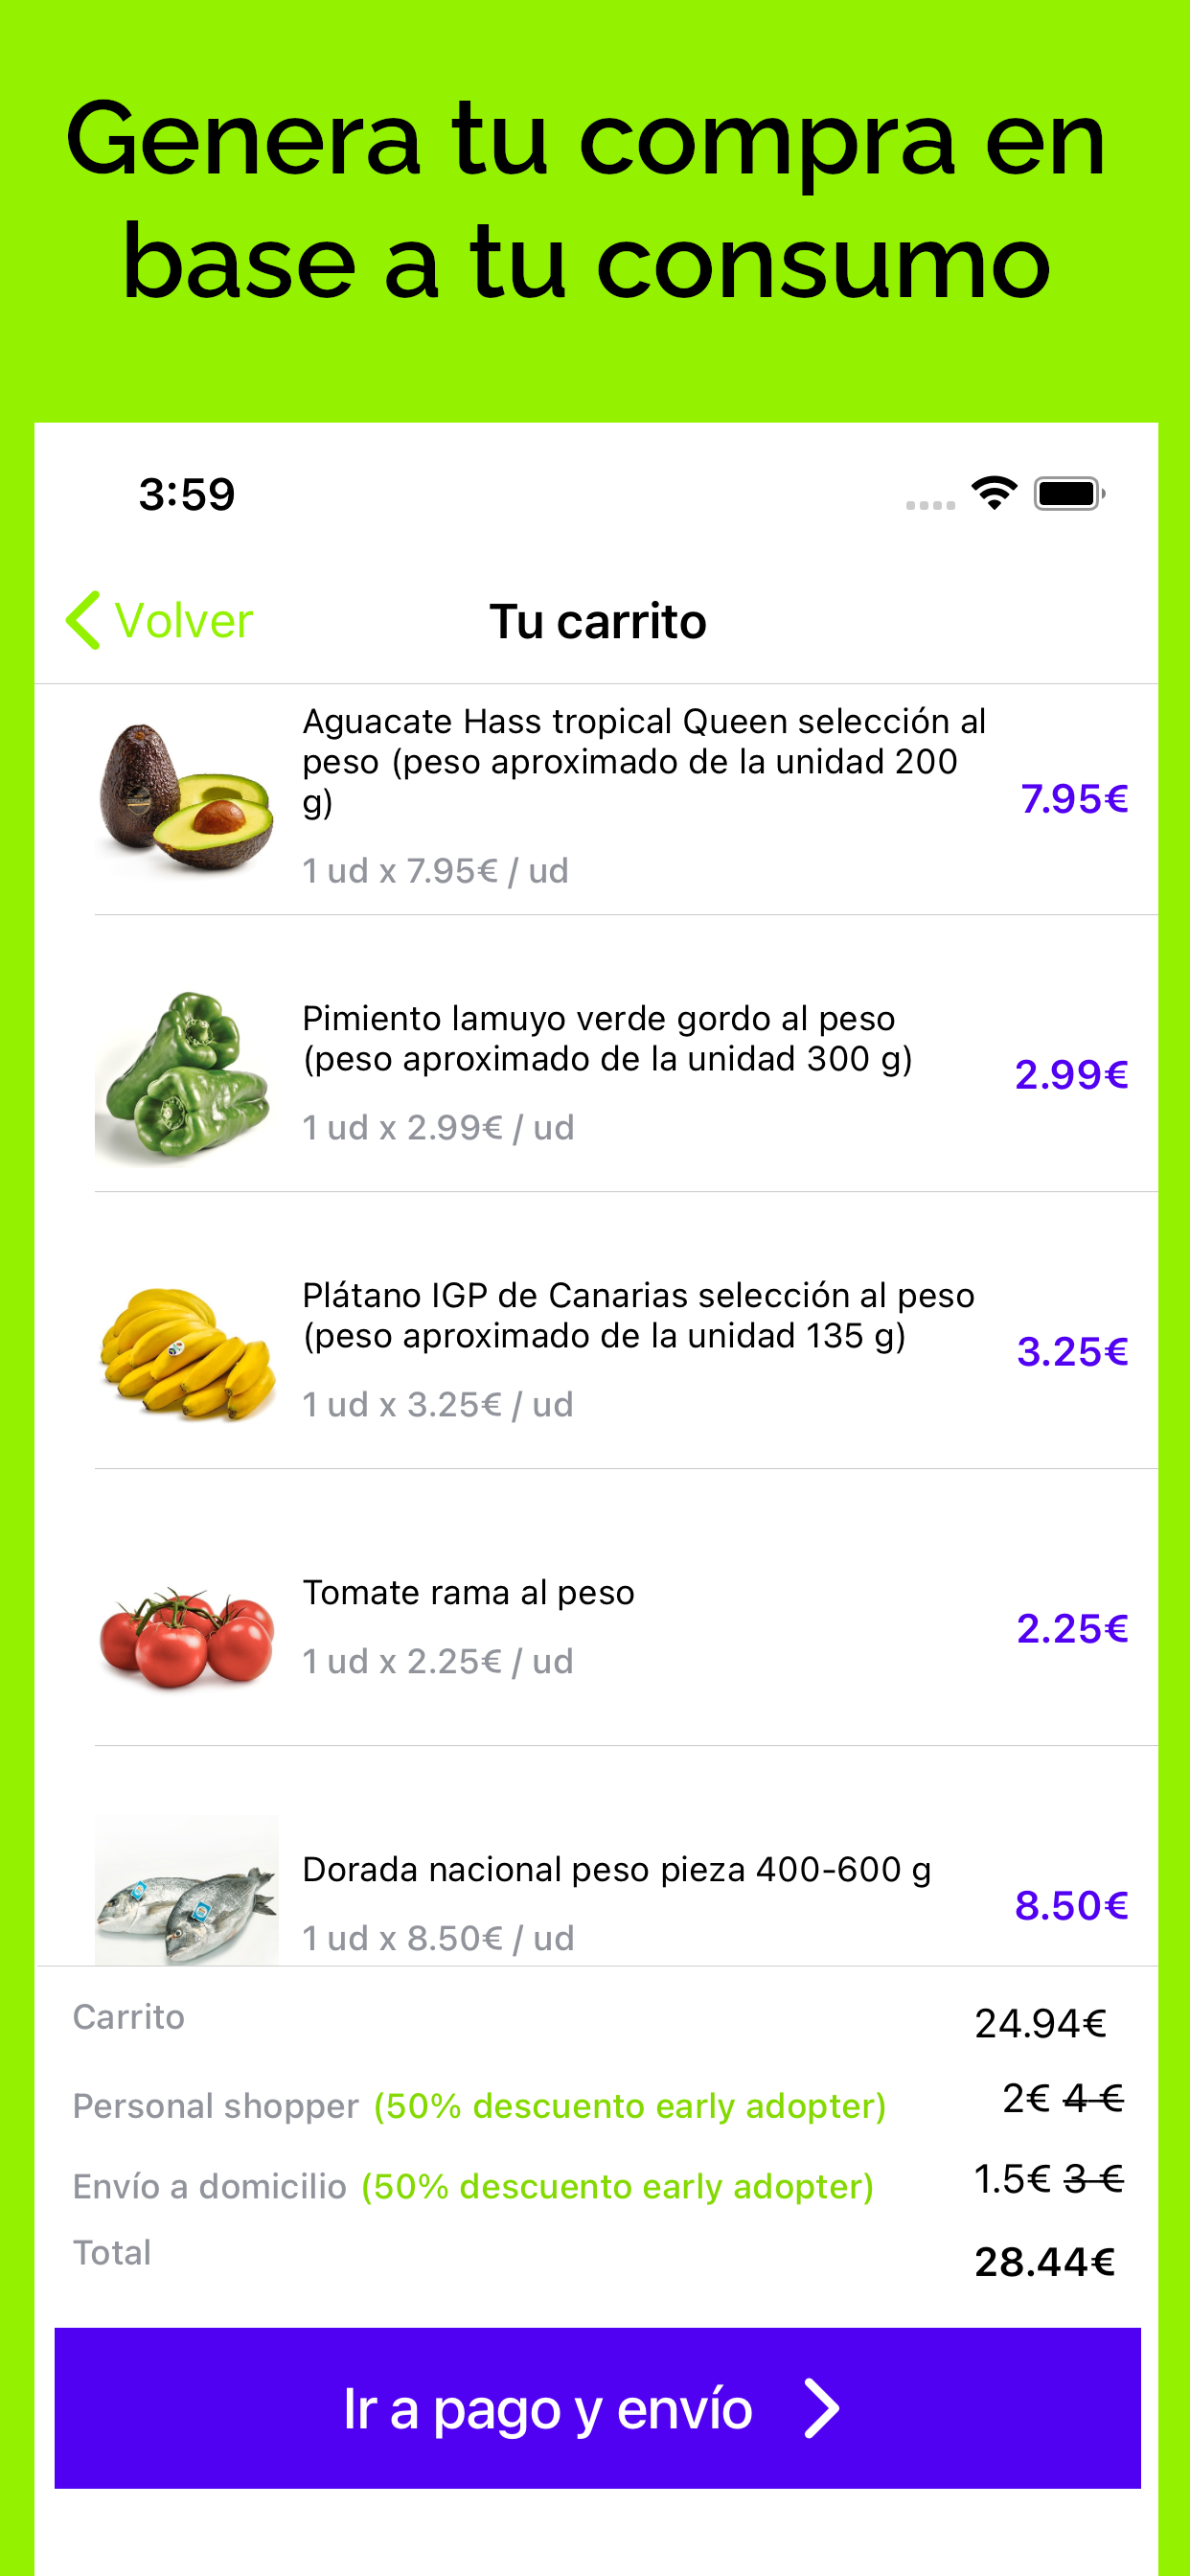 Genera tu compra en
base a tu consumo
3:59
Volver
Tu carrito
Aguacate Hass tropical Queen selección al
peso (peso aproximado de la unidad 200
g)
7.95€
1 ud x 7.95€ / ud
Pimiento lamuyo verde gordo al peso
(peso aproximado de la unidad 300 g)
2.99€
1 ud x 2.99€ / ud
Plátano IGP de Canarias selección al peso
(peso aproximado de la unidad 135 g)
3.25€
1 ud x 3.25€ / ud
Tomate rama al peso
2.25€
1 ud x 2.25€ / ud
Dorada nacional peso pieza 400-600 g
8.50€
1 ud x 8.50€ / ud
Carrito 24.94€
Personal shopper (50% descuento early adopter) 2€ 4 €
Envío a domicilio (50% descuento early adopter) 1.5€ 3 €
Total 28.44€
Ir a pago y envío